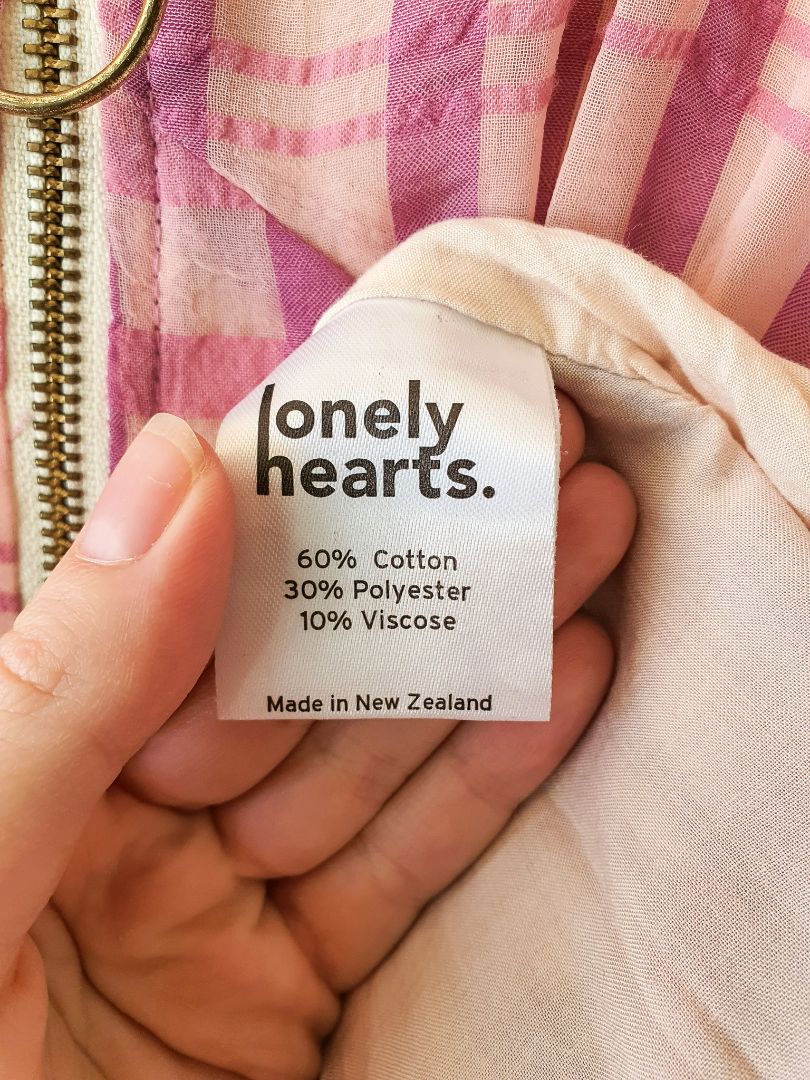 lonely
hearts.
60% Cotton
30% Polyester
10% Viscose
Made in New Zealand